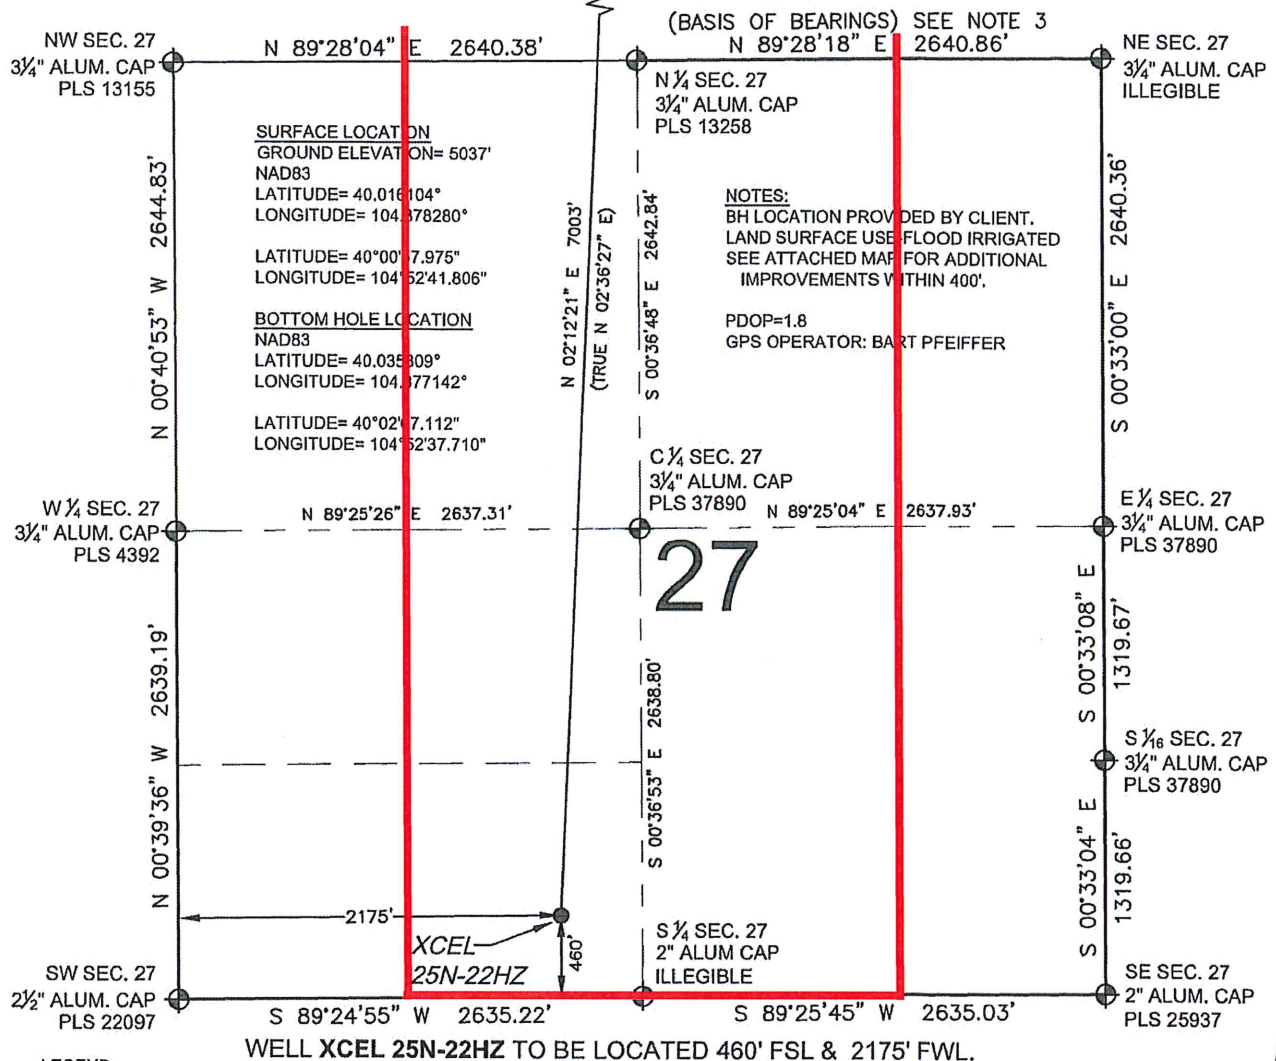 (BASIS OF BEARINGS) SEE NOTE 3
NW SEC. 27
3¼" ALUM. CAP
PLS 13155
N 89°28'04" E 2640.38'
N 89°28'18" E 2640.86'
NE SEC. 27
3¼" ALUM. CAP
ILLEGIBLE
N ¼ SEC. 27
3¼" ALUM. CAP
PLS 13258
SURFACE LOCATION
GROUND ELEVATION= 5037'
NAD83
LATITUDE= 40.016104°
LONGITUDE= 104.878280°
LATITUDE= 40°00'57.975"
LONGITUDE= 104°52'41.806"
BOTTOM HOLE LOCATION
NAD83
LATITUDE= 40.035309°
LONGITUDE= 104.877142°
LATITUDE= 40°02'07.112"
LONGITUDE= 104°52'37.710"
NOTES:
BH LOCATION PROVIDED BY CLIENT.
LAND SURFACE USE-FLOOD IRRIGATED
SEE ATTACHED MAP FOR ADDITIONAL
IMPROVEMENTS WITHIN 400'.
PDOP=1.8
GPS OPERATOR: BART PFEIFFER
N 00°40'53" W 2644.83'
N 02°12'21" E 7003'
(TRUE N 02°36'27" E)
S 00°36'48" E 2642.84'
S 00°33'00" E 2640.36'
C ¼ SEC. 27
3¼" ALUM. CAP
PLS 37890
W ¼ SEC. 27
3¼" ALUM. CAP
PLS 4392
N 89°25'26" E 2637.31'
N 89°25'04" E 2637.93'
E ¼ SEC. 27
3¼" ALUM. CAP
PLS 37890
27
N 00°39'36" W 2639.19'
S 00°36'53" E 2638.80'
S 00°33'08" E
1319.67'
S 1⁄16 SEC. 27
3¼" ALUM. CAP
PLS 37890
S 00°33'04" E
1319.66'
2175'
460'
XCEL
25N-22HZ
S ¼ SEC. 27
2" ALUM CAP
ILLEGIBLE
SW SEC. 27
2½" ALUM. CAP
PLS 22097
SE SEC. 27
2" ALUM. CAP
PLS 25937
S 89°24'55" W 2635.22'
S 89°25'45" W 2635.03'
WELL XCEL 25N-22HZ TO BE LOCATED 460' FSL & 2175' FWL.